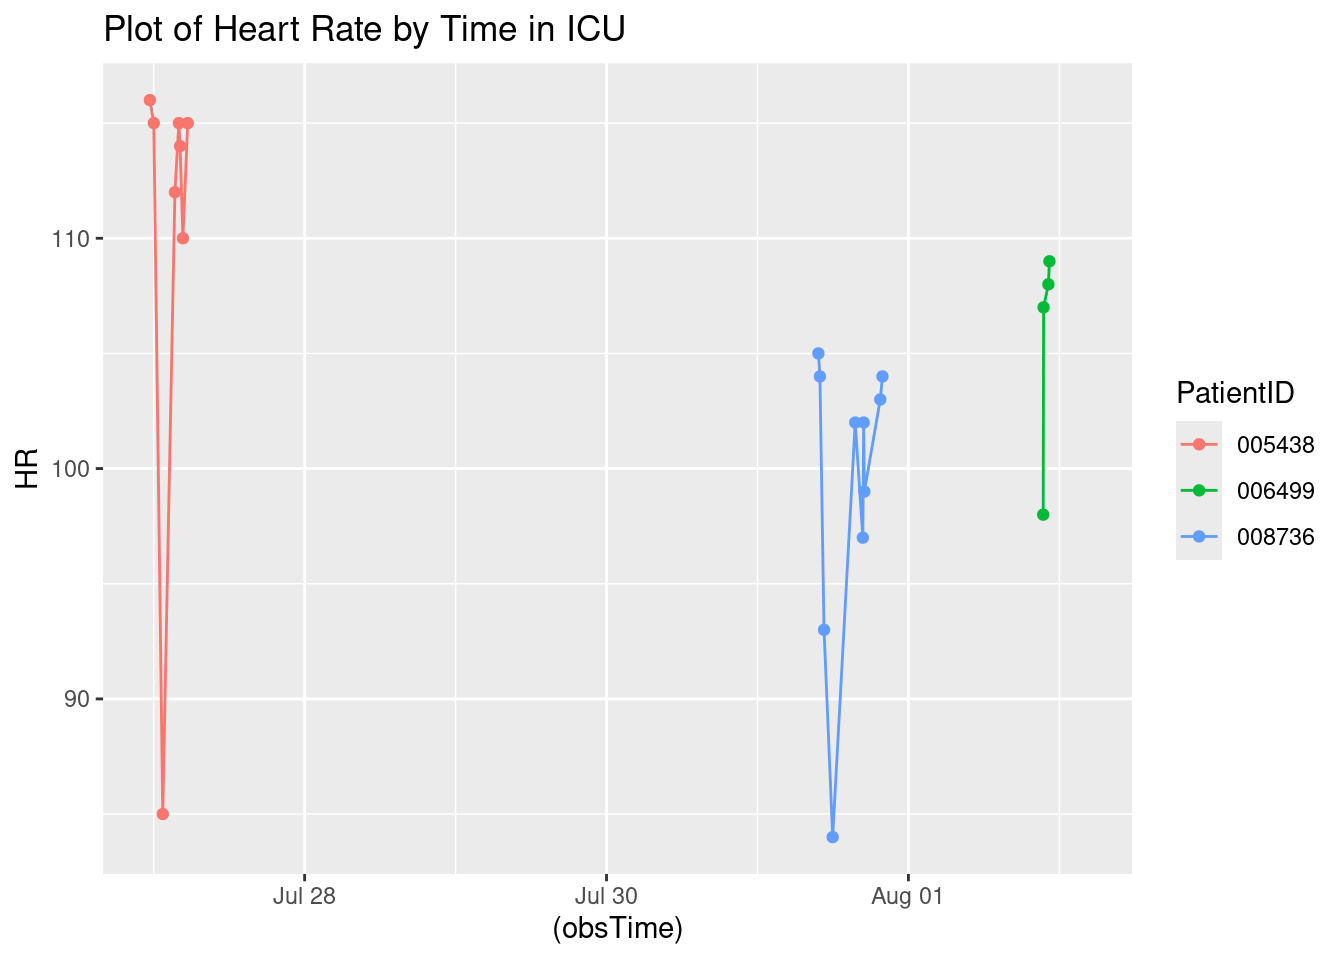 Plot of Heart Rate by Time in ICU
110
100
90
HR
Jul 28
Jul 30
Aug 01
(obsTime)
PatientID
005438
006499
008736